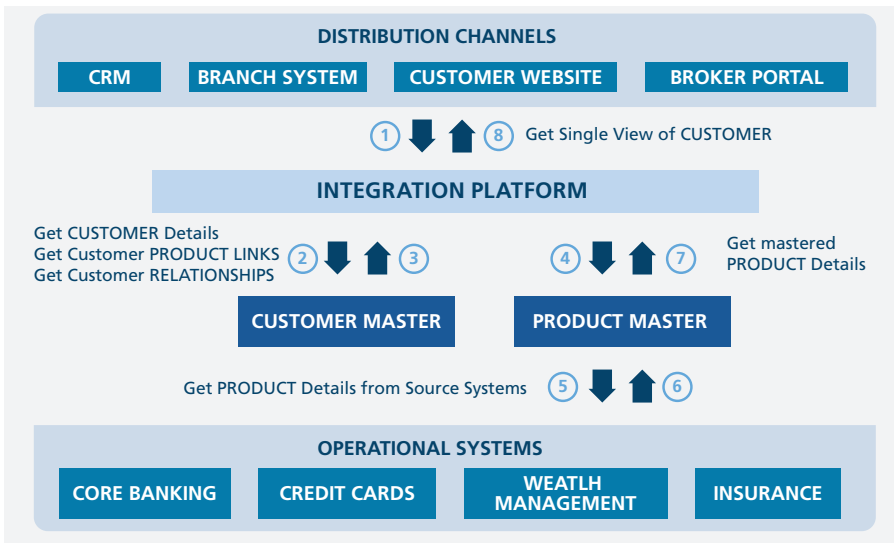 DISTRIBUTION CHANNELS
CRM
BRANCH SYSTEM
CUSTOMER WEBSITE
BROKER PORTAL
1
8
Get Single View of CUSTOMER
INTEGRATION PLATFORM
Get CUSTOMER Details
Get Customer PRODUCT LINKS
Get Customer RELATIONSHIPS
2
3
4
7
Get mastered
PRODUCT Details
CUSTOMER MASTER
PRODUCT MASTER
Get PRODUCT Details from Source Systems
5
6
OPERATIONAL SYSTEMS
CORE BANKING
CREDIT CARDS
WEATLH
MANAGEMENT
INSURANCE